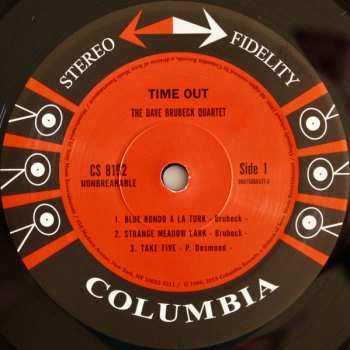 STEREO FIDELITY
TIME OUT
THE DAVE BRUBECK QUARTET
CS 8192
NONBREAKABLE
Side 1
1. BLUE RONDO A LA TURK - Brubeck -
2. STRANGE MEADOW LARK - Brubeck -
3. TAKE FIVE - P. Desmond -
COLUMBIA